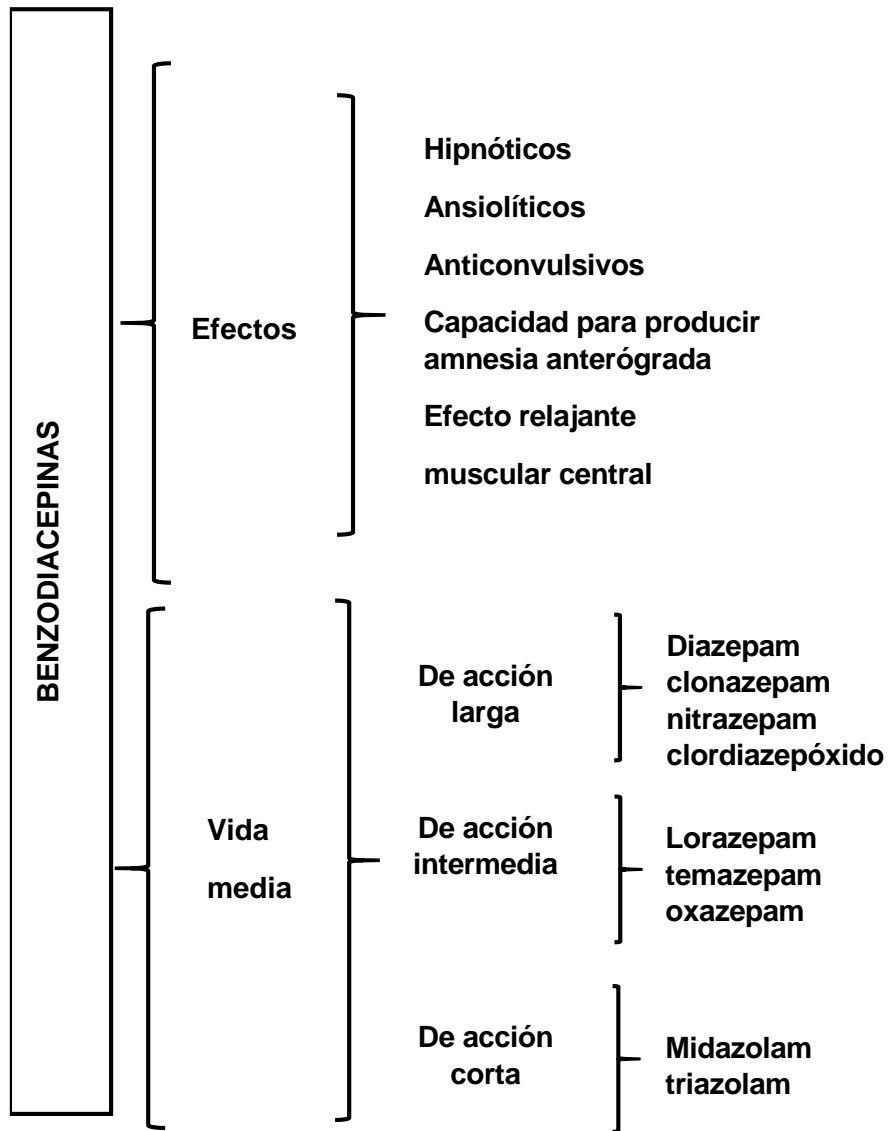 BENZODIACEPINAS
Efectos
Hipnóticos
Ansiolíticos
Anticonvulsivos
Capacidad para producir
amnesia anterógrada
Efecto relajante
muscular central
Vida
media
De acción
larga
Diazepam
clonazepam
nitrazepam
clordiazepóxido
De acción
intermedia
Lorazepam
temazepam
oxazepam
De acción
corta
Midazolam
triazolam